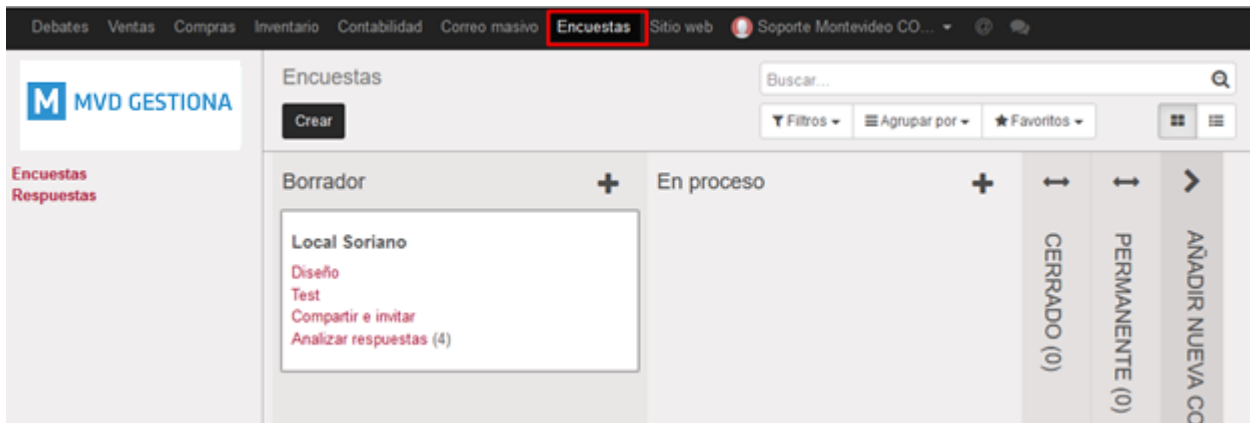 Debates Ventas Compras Inventario Contabilidad Correo masivo Encuestas Sitio web Soporte Montevideo CO...
M MVD GESTIONA
Encuestas
Respuestas
Encuestas
Buscar...
Crear
Filtros
Agrupar por
Favoritos
Borrador
En proceso
Local Soriano
Diseño
Test
Compartir e invitar
Analizar respuestas (4)
CERRADO (0)
PERMANENTE (0)
AÑADIR NUEVA CO